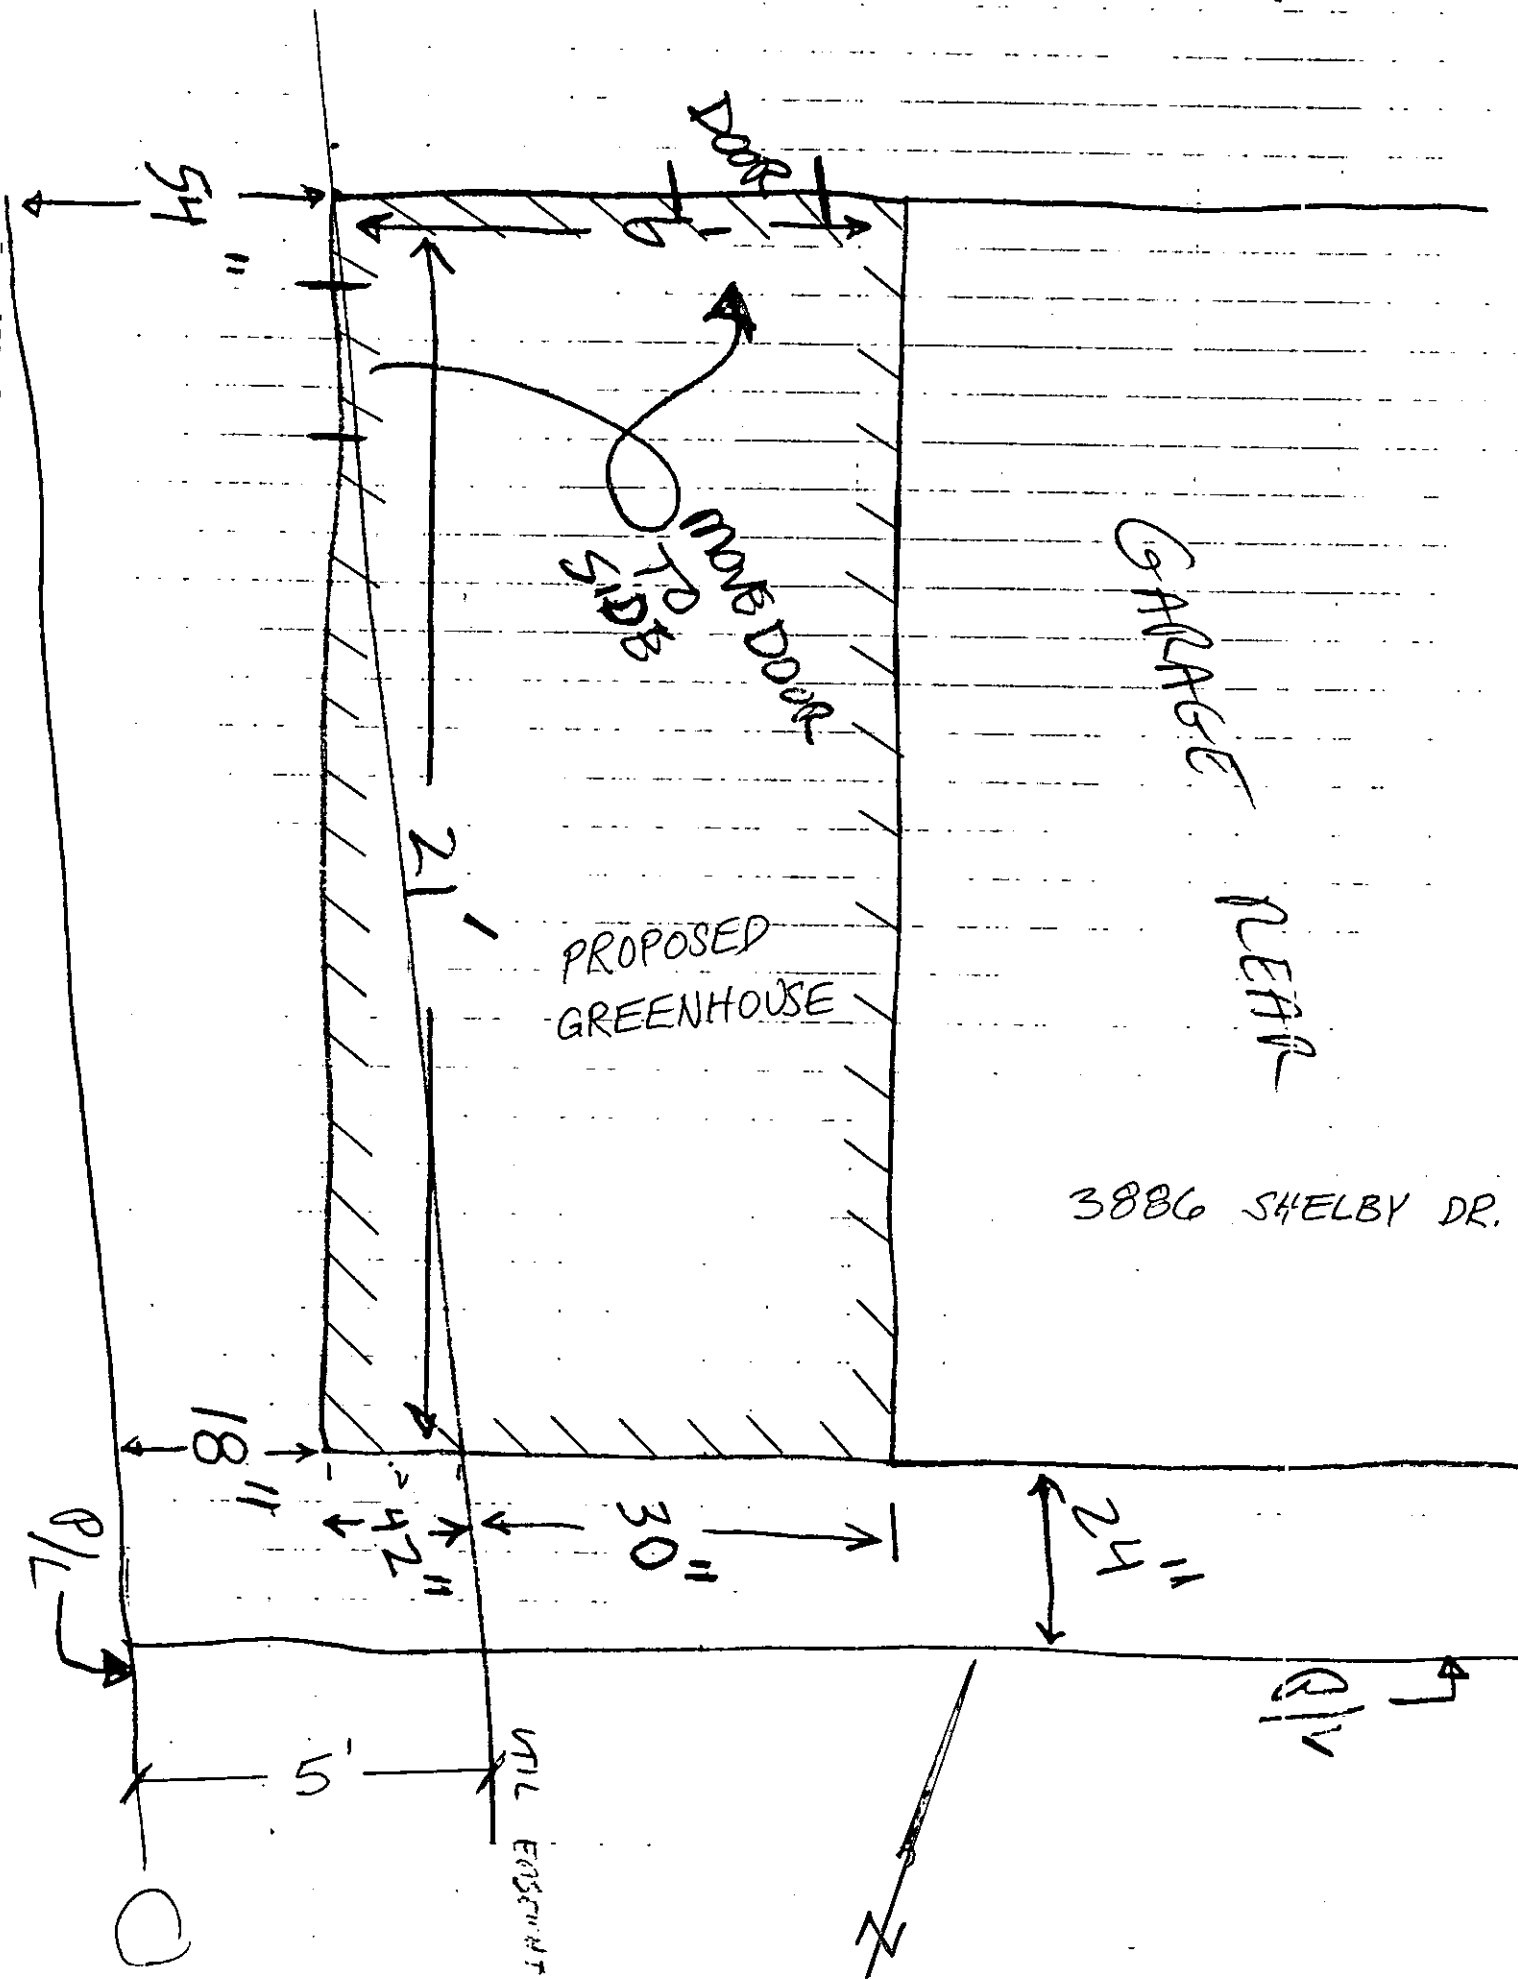 DOOR
54"
6'
MOVE DOOR
TO
SIDE
21'
GARAGE REAR
PROPOSED
GREENHOUSE
3886 SHELBY DR.
18"
42"
30"
24"
P/L
P/L
5'
UTIL EASEMENT
N